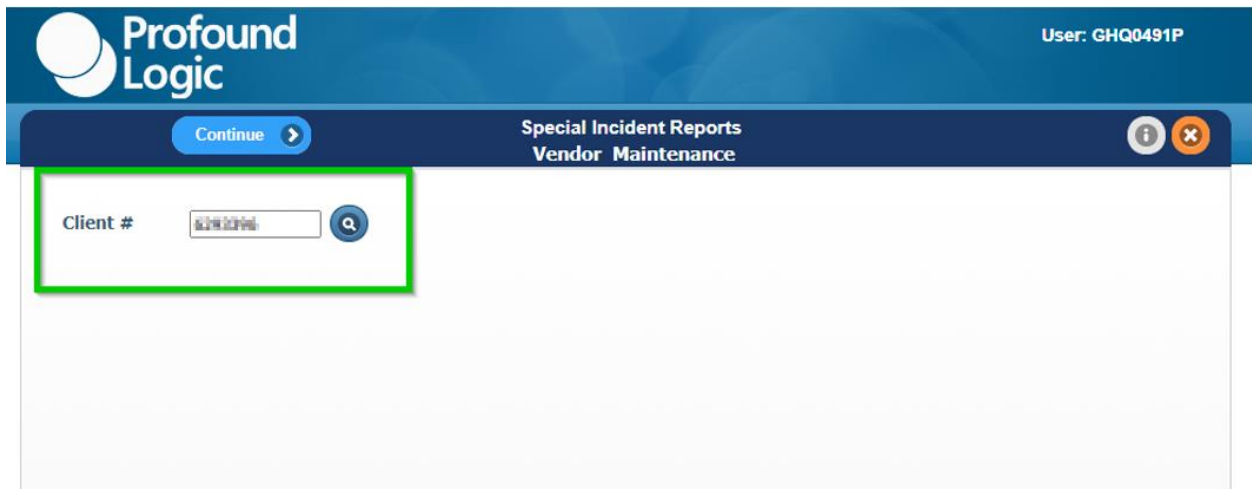 Profound
Logic
User: GHQ0491P
Continue
Special Incident Reports
Vendor Maintenance
Client #